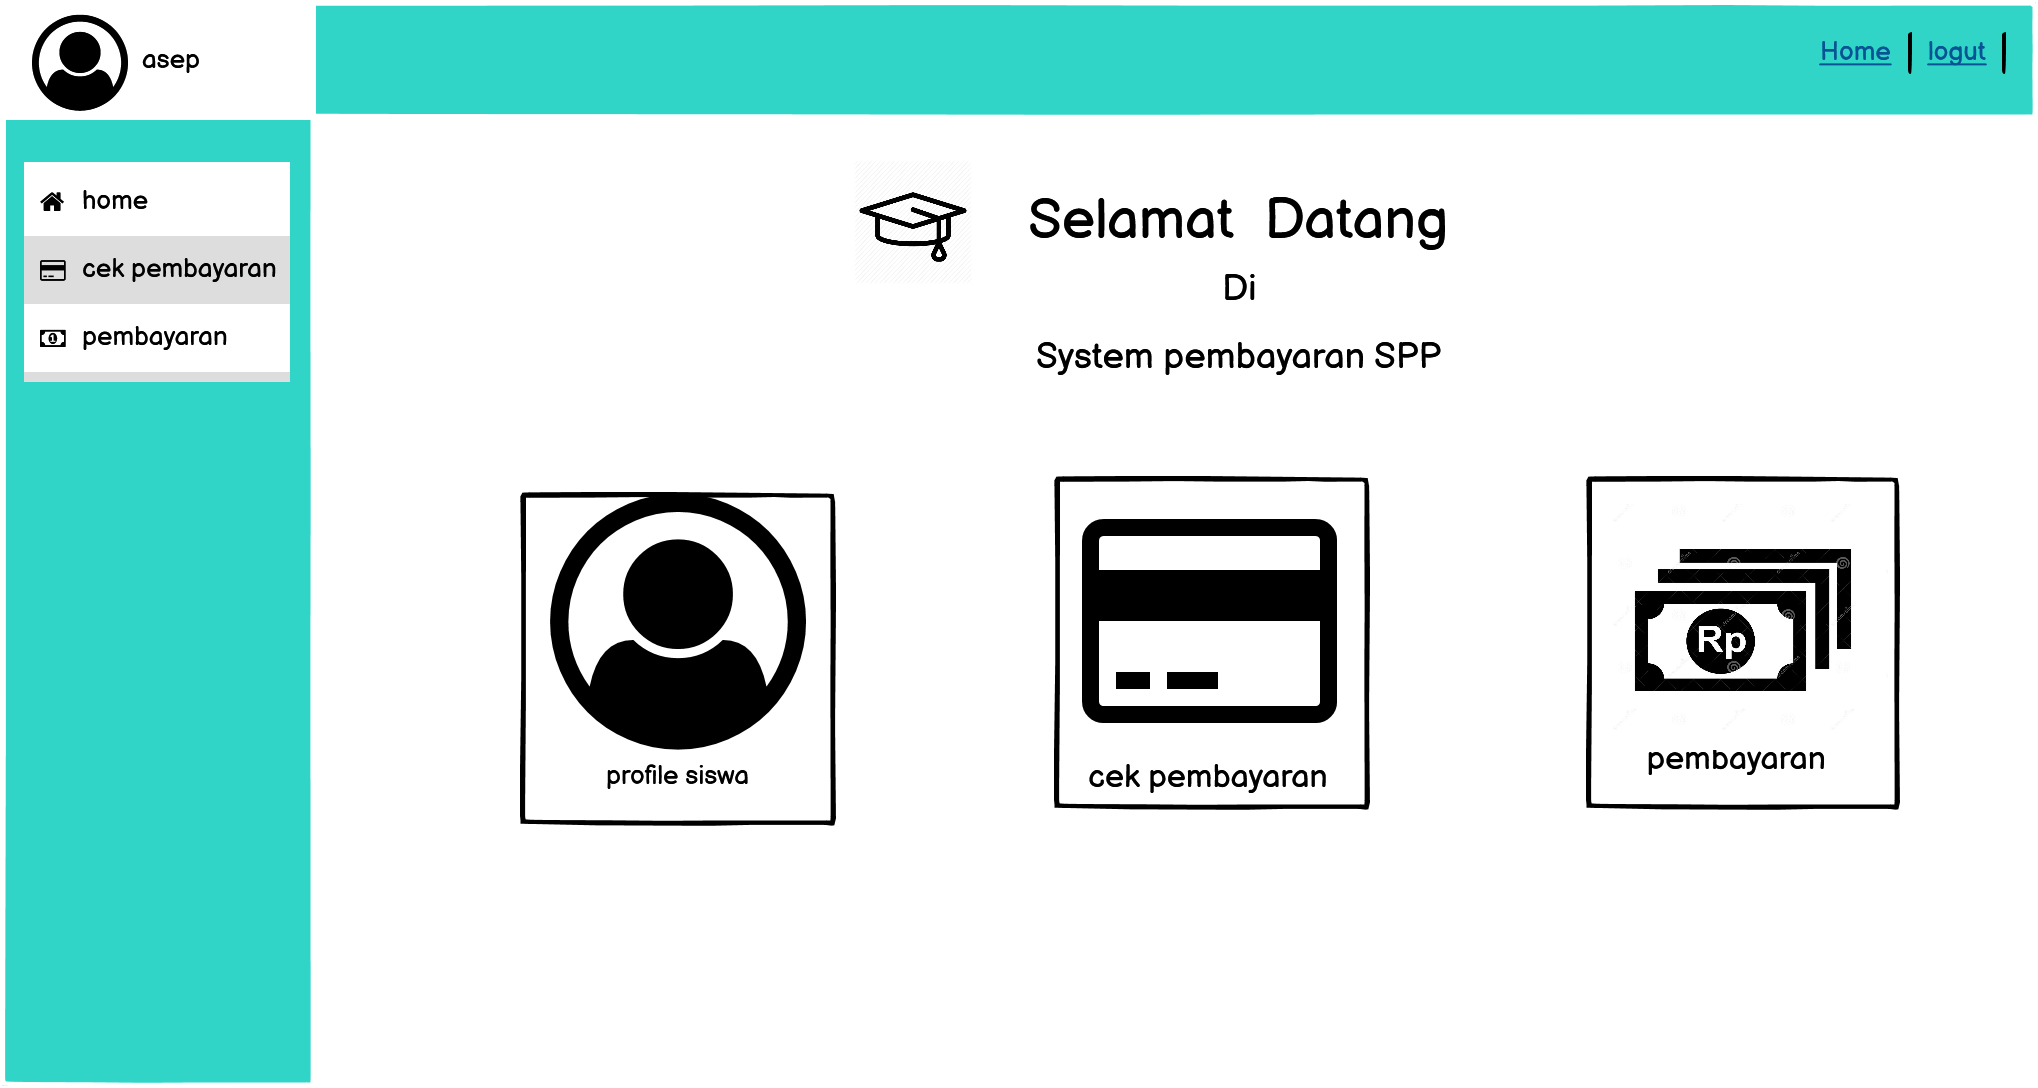 asep
Home
logut
home
cek pembayaran
pembayaran
Selamat Datang
Di
System pembayaran SPP
profile siswa
cek pembayaran
Rp
pembayaran